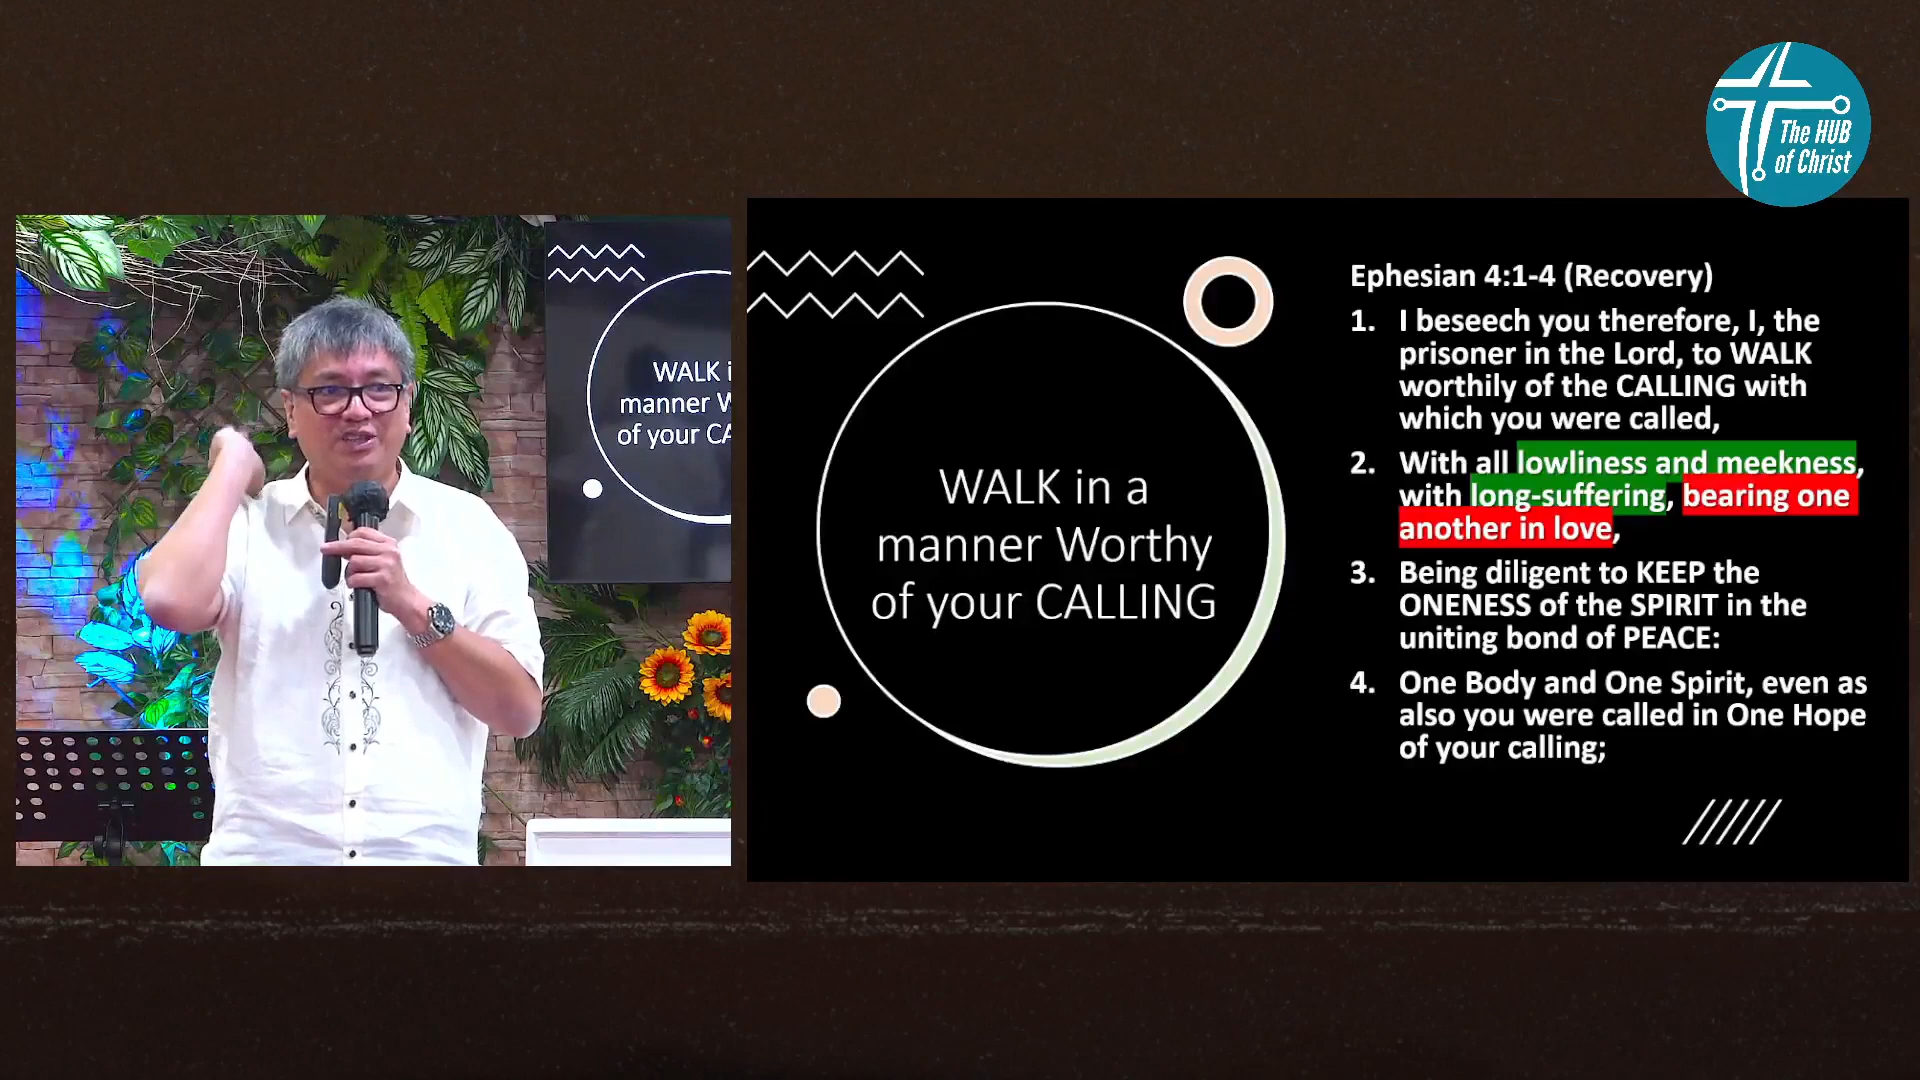 The HUB
of Christ
WALK i
manner W
of your CA
WALK in a
manner Worthy
of your CALLING
Ephesian 4:1-4 (Recovery)
1. I beseech you therefore, I, the
prisoner in the Lord, to WALK
worthily of the CALLING with
which you were called,
2. With all lowliness and meekness,
with long-suffering, bearing one
another in love,
3. Being diligent to KEEP the
ONENESS of the SPIRIT in the
uniting bond of PEACE:
4. One Body and One Spirit, even as
also you were called in One Hope
of your calling;